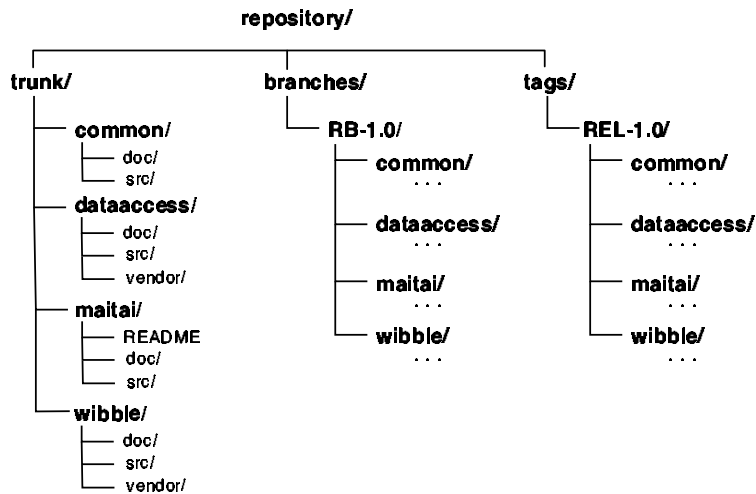 repository/
trunk/
common/
doc/
src/
dataaccess/
doc/
src/
vendor/
maitai/
README
doc/
src/
wibble/
doc/
src/
vendor/
branches/
RB-1.0/
common/
...
dataaccess/
...
maitai/
...
wibble/
...
tags/
REL-1.0/
common/
...
dataaccess/
...
maitai/
...
wibble/
...